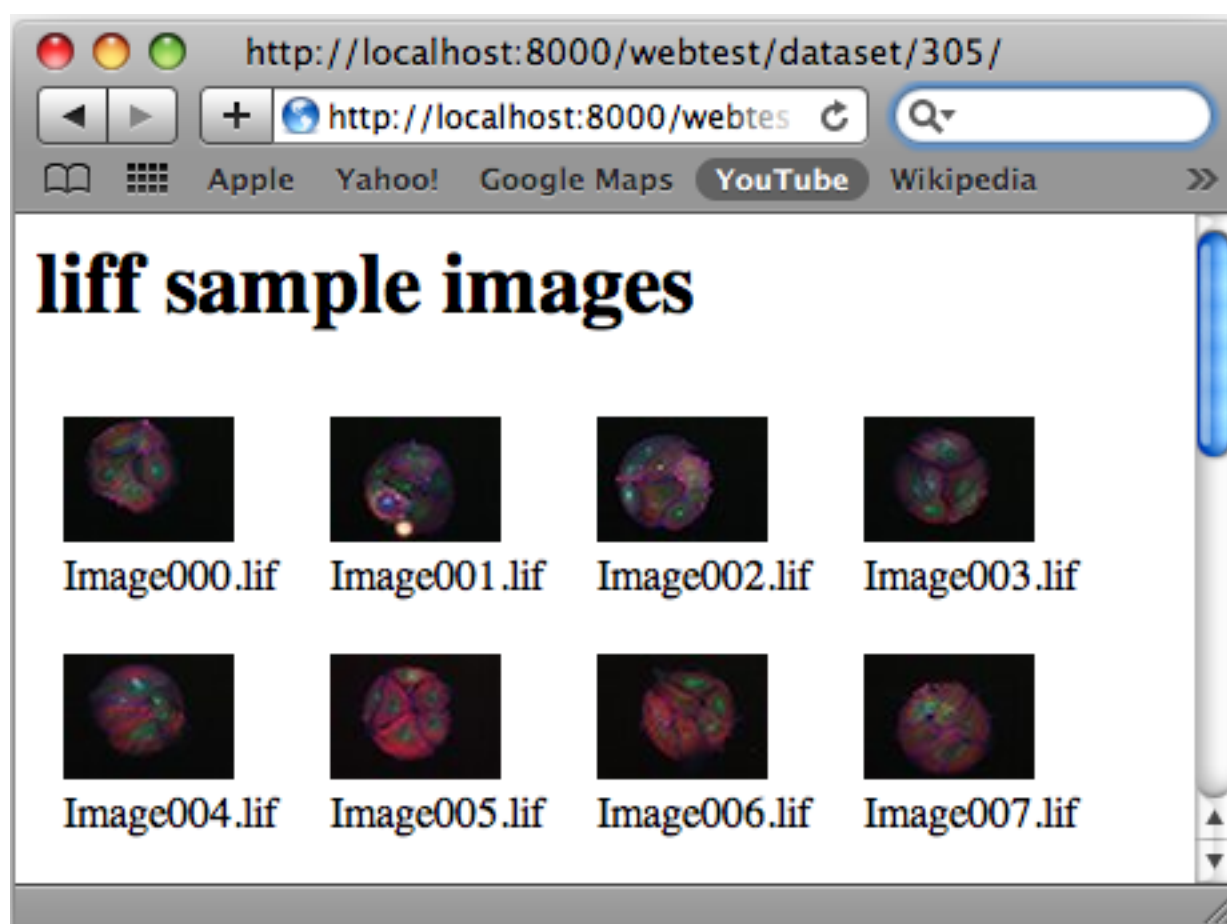 http://localhost:8000/webtest/dataset/305/
http://localhost:8000/webtes
Apple Yahoo! Google Maps YouTube Wikipedia
liff sample images
Image000.lif Image001.lif Image002.lif Image003.lif
Image004.lif Image005.lif Image006.lif Image007.lif